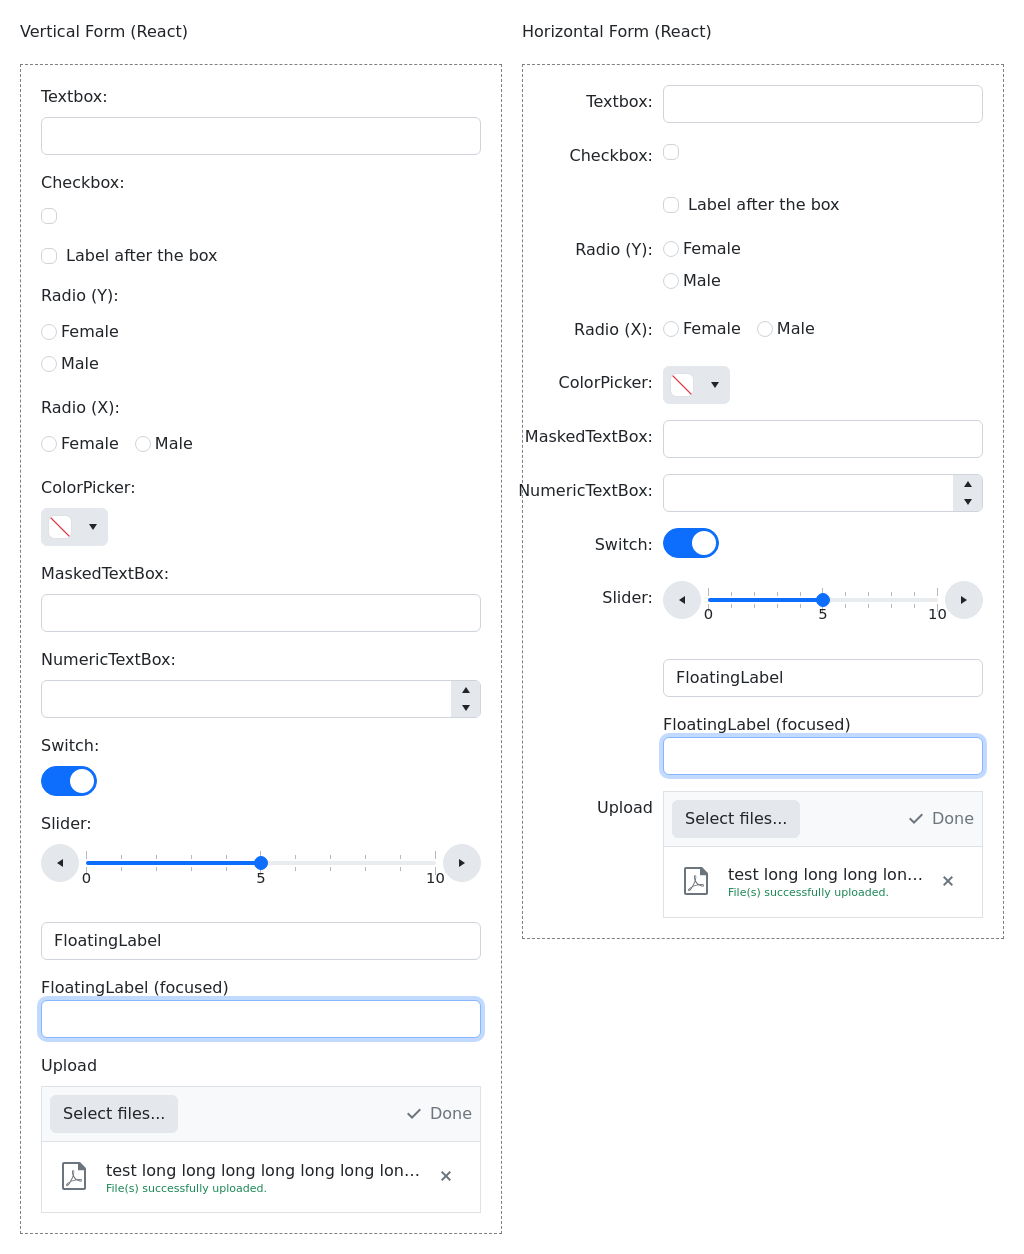 Vertical Form (React)
Textbox:
Checkbox:
Label after the box
Radio (Y):
Female
Male
Radio (X):
Female Male
ColorPicker:
MaskedTextBox:
NumericTextBox:
Switch:
Slider:
0 5 10
FloatingLabel
FloatingLabel (focused)
Upload
Select files... Done
test long long long long long long lon...
File(s) successfully uploaded.
Horizontal Form (React)
Textbox:
Checkbox:
Label after the box
Radio (Y): Female
Male
Radio (X): Female Male
ColorPicker:
MaskedTextBox:
NumericTextBox:
Switch:
Slider:
0 5 10
FloatingLabel
FloatingLabel (focused)
Upload
Select files... Done
test long long long lon...
File(s) successfully uploaded.